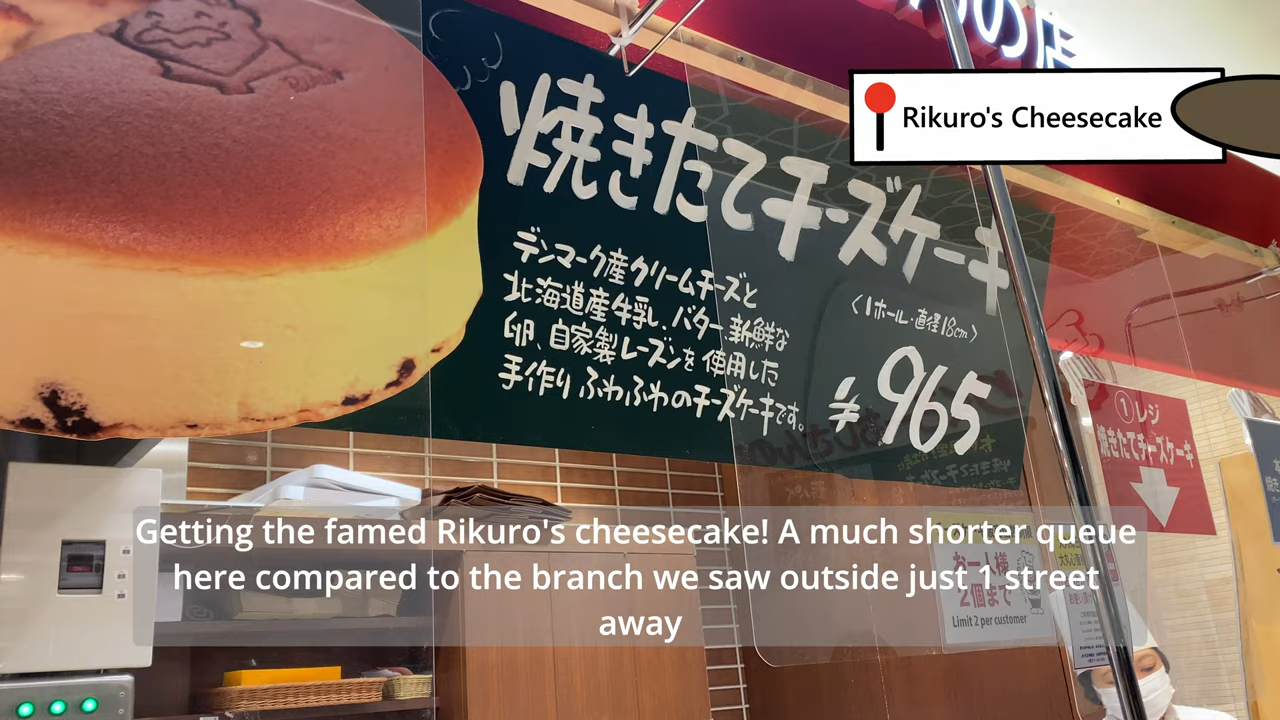 の店
Rikuro's Cheesecake
焼きたてチーズケーキ
デンマーク産クリームチーズと
北海道産牛乳、バター、新鮮な
卵、自家製レーズンを使用した
手作りふわふわのチーズケーキです。
〈1ホール・直径18cm〉
¥965
①レジ
焼きたてチーズケーキ
お一人様
2個まで
Limit 2 per customer
Getting the famed Rikuro's cheesecake! A much shorter queue
here compared to the branch we saw outside just 1 street
away